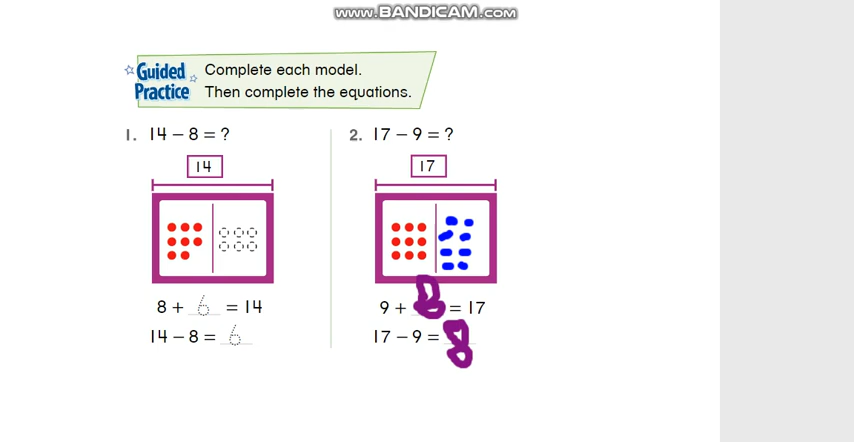 www.BANDICAM.com
Guided Practice
Complete each model.
Then complete the equations.
1. 14 – 8 = ?
14
8 + 6 = 14
14 – 8 = 6
2. 17 – 9 = ?
17
9 + 8 = 17
17 – 9 = 8